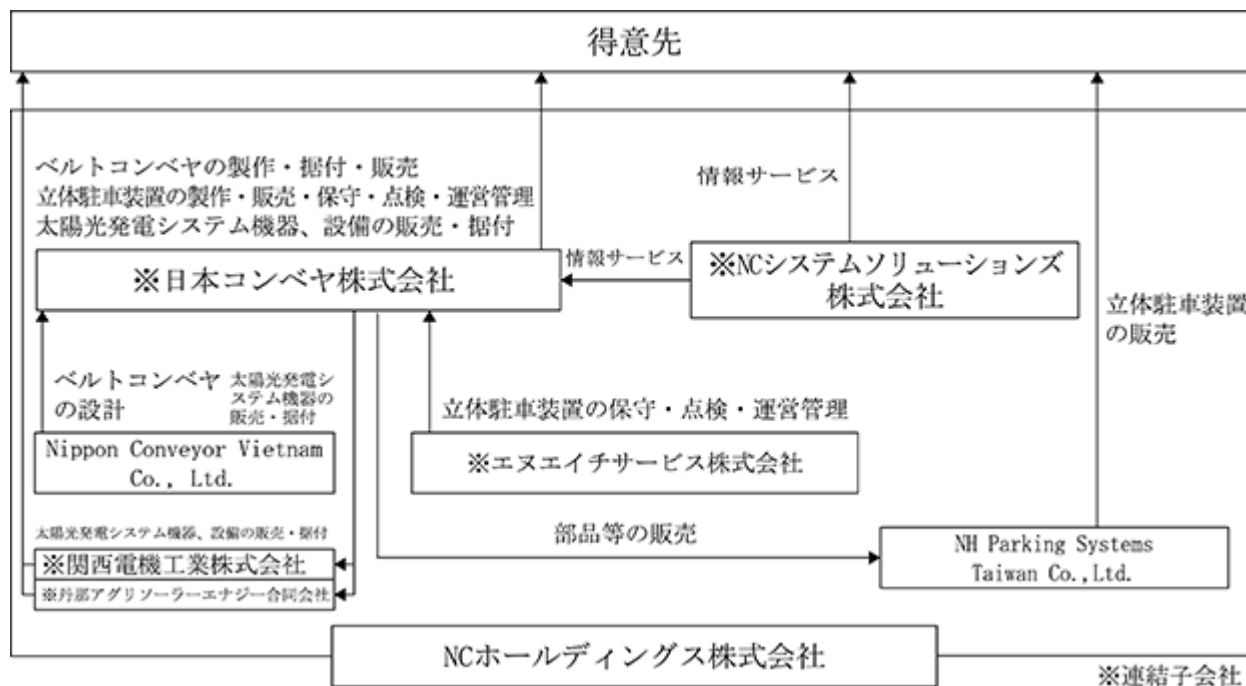 得意先
ベルトコンベヤの製作・据付・販売
立体駐車装置の製作・販売・保守・点検・運営管理
太陽光発電システム機器、設備の販売・据付
情報サービス
※日本コンベヤ株式会社
情報サービス
※NCシステムソリューションズ
株式会社
立体駐車装置
の販売
ベルトコンベヤ
の設計
太陽光発電シ
ステム機器の
販売・据付
立体駐車装置の保守・点検・運営管理
Nippon Conveyor Vietnam
Co., Ltd.
※エヌエイチサービス株式会社
太陽光発電システム機器、設備の販売・据付
部品等の販売
※関西電機工業株式会社
※丹那アグリソーラーエナジー合同会社
NH Parking Systems
Taiwan Co.,Ltd.
NCホールディングス株式会社
※連結子会社